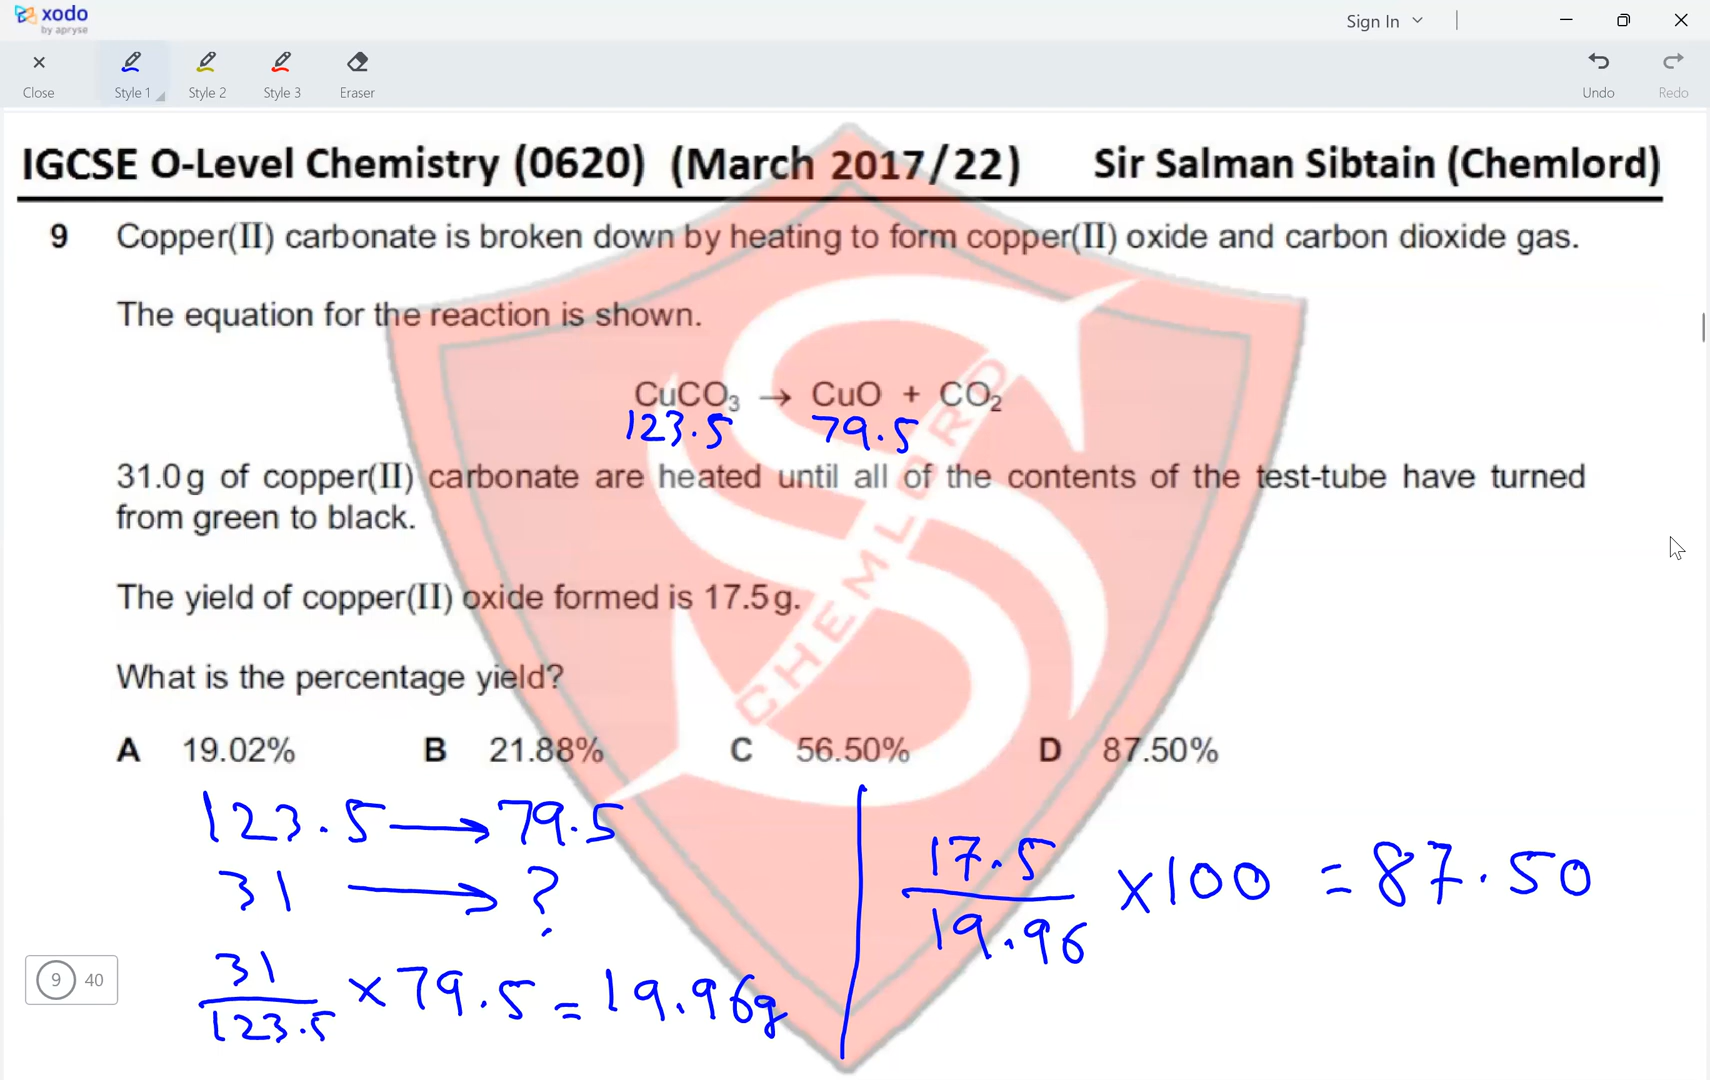 xodo
by apryse
Sign In
Close
Style 1
Style 2
Style 3
Eraser
Undo
Redo
IGCSE O-Level Chemistry (0620) (March 2017/22) Sir Salman Sibtain (Chemlord)
9 Copper(II) carbonate is broken down by heating to form copper(II) oxide and carbon dioxide gas.
The equation for the reaction is shown.
CuCO₃ → CuO + CO₂
123.5 79.5
31.0 g of copper(II) carbonate are heated until all of the contents of the test-tube have turned
from green to black.
The yield of copper(II) oxide formed is 17.5 g.
What is the percentage yield?
A 19.02% B 21.88% C 56.50% D 87.50%
CHEMLORD
123.5 → 79.5
31 → ?
31/123.5 × 79.5 = 19.96g
17.5/19.96 × 100 = 87.50
9 40